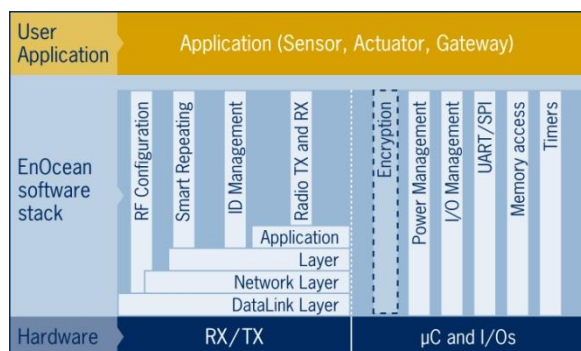 User
Application
Application (Sensor, Actuator, Gateway)
EnOcean
software
stack
RF Configuration
Smart Repeating
ID Management
Radio TX and RX
Encryption
Power Management
I/O Management
UART/SPI
Memory access
Timers
Application
Layer
Network Layer
DataLink Layer
Hardware
RX/TX
µC and I/Os